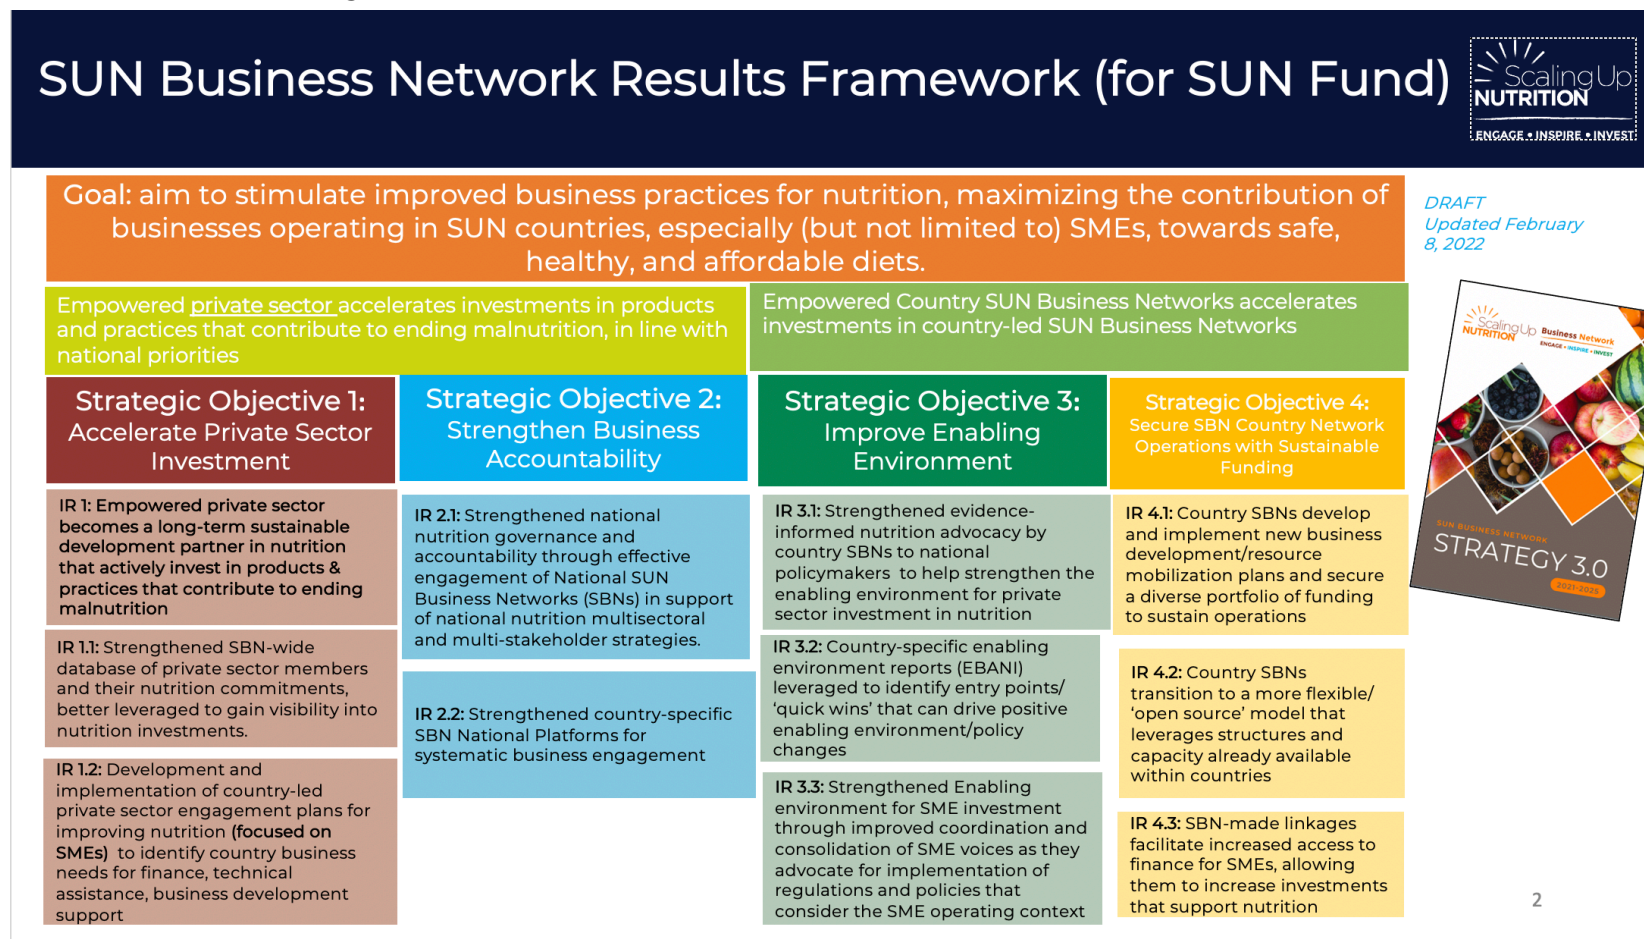 SUN Business Network Results Framework (for SUN Fund)
Scaling Up
NUTRITION
ENGAGE • INSPIRE • INVEST
Goal: aim to stimulate improved business practices for nutrition, maximizing the contribution of
businesses operating in SUN countries, especially (but not limited to) SMEs, towards safe,
healthy, and affordable diets.
DRAFT
Updated February
8, 2022
Empowered private sector accelerates investments in products
and practices that contribute to ending malnutrition, in line with
national priorities
Empowered Country SUN Business Networks accelerates
investments in country-led SUN Business Networks
Strategic Objective 1:
Accelerate Private Sector
Investment
IR 1: Empowered private sector
becomes a long-term sustainable
development partner in nutrition
that actively invest in products &
practices that contribute to ending
malnutrition
IR 1.1: Strengthened SBN-wide
database of private sector members
and their nutrition commitments,
better leveraged to gain visibility into
nutrition investments.
IR 1.2: Development and
implementation of country-led
private sector engagement plans for
improving nutrition (focused on
SMEs)  to identify country business
needs for finance, technical
assistance, business development
support
Strategic Objective 2:
Strengthen Business
Accountability
IR 2.1: Strengthened national
nutrition governance and
accountability through effective
engagement of National SUN
Business Networks (SBNs) in support
of national nutrition multisectoral
and multi-stakeholder strategies.
IR 2.2: Strengthened country-specific
SBN National Platforms for
systematic business engagement
Strategic Objective 3:
Improve Enabling
Environment
IR 3.1: Strengthened evidence-
informed nutrition advocacy by
country SBNs to national
policymakers  to help strengthen the
enabling environment for private
sector investment in nutrition
IR 3.2: Country-specific enabling
environment reports (EBANI)
leveraged to identify entry points/
‘quick wins’ that can drive positive
enabling environment/policy
changes
IR 3.3: Strengthened Enabling
environment for SME investment
through improved coordination and
consolidation of SME voices as they
advocate for implementation of
regulations and policies that
consider the SME operating context
Strategic Objective 4:
Secure SBN Country Network
Operations with Sustainable
Funding
IR 4.1: Country SBNs develop
and implement new business
development/resource
mobilization plans and secure
a diverse portfolio of funding
to sustain operations
IR 4.2: Country SBNs
transition to a more flexible/
‘open source’ model that
leverages structures and
capacity already available
within countries
IR 4.3: SBN-made linkages
facilitate increased access to
finance for SMEs, allowing
them to increase investments
that support nutrition
Scaling Up
NUTRITION
Business Network
ENGAGE • INSPIRE • INVEST
SUN BUSINESS NETWORK
STRATEGY 3.0
2021-2025
2